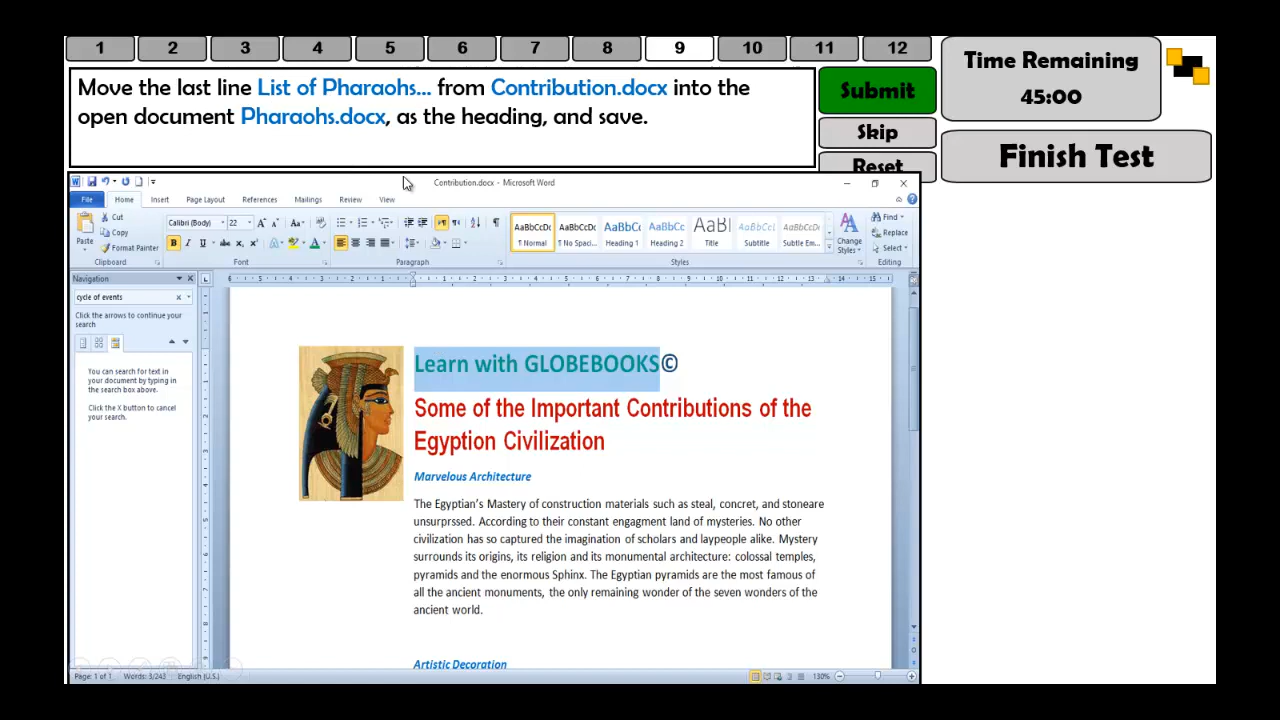 1 2 3 4 5 6 7 8 9 10 11 12
Time Remaining
45:00
Move the last line List of Pharaohs... from Contribution.docx into the
open document Pharaohs.docx, as the heading, and save.
Submit
Skip
Reset
Finish Test
Contribution.docx - Microsoft Word
File Home Insert Page Layout References Mailings Review View
Paste
Cut
Copy
Format Painter
Calibri (Body) 22
AaBbCcDc AaBbCcDc AaBbCc AaBbCc AaBl AaBbCcI AaBbCcDc
¶ Normal ¶ No Spaci... Heading 1 Heading 2 Title Subtitle Subtle Em...
Change
Styles
Find
Replace
Select
Clipboard Font Paragraph Styles Editing
Navigation
cycle of events
Click the arrows to continue your
search
You can search for text in
your document by typing in
the search box above.
Click the X button to cancel
your search.
Learn with GLOBEBOOKS©
Some of the Important Contributions of the
Egyption Civilization
Marvelous Architecture
The Egyptian's Mastery of construction materials such as steal, concret, and stoneare
unsurprssed. According to their constant engagment land of mysteries. No other
civilization has so captured the imagination of scholars and laypeople alike. Mystery
surrounds its origins, its religion and its monumental architecture: colossal temples,
pyramids and the enormous Sphinx. The Egyptian pyramids are the most famous of
all the ancient monuments, the only remaining wonder of the seven wonders of the
ancient world.
Artistic Decoration
Page: 1 of 1 Words: 3/243 English (U.S.) 130%